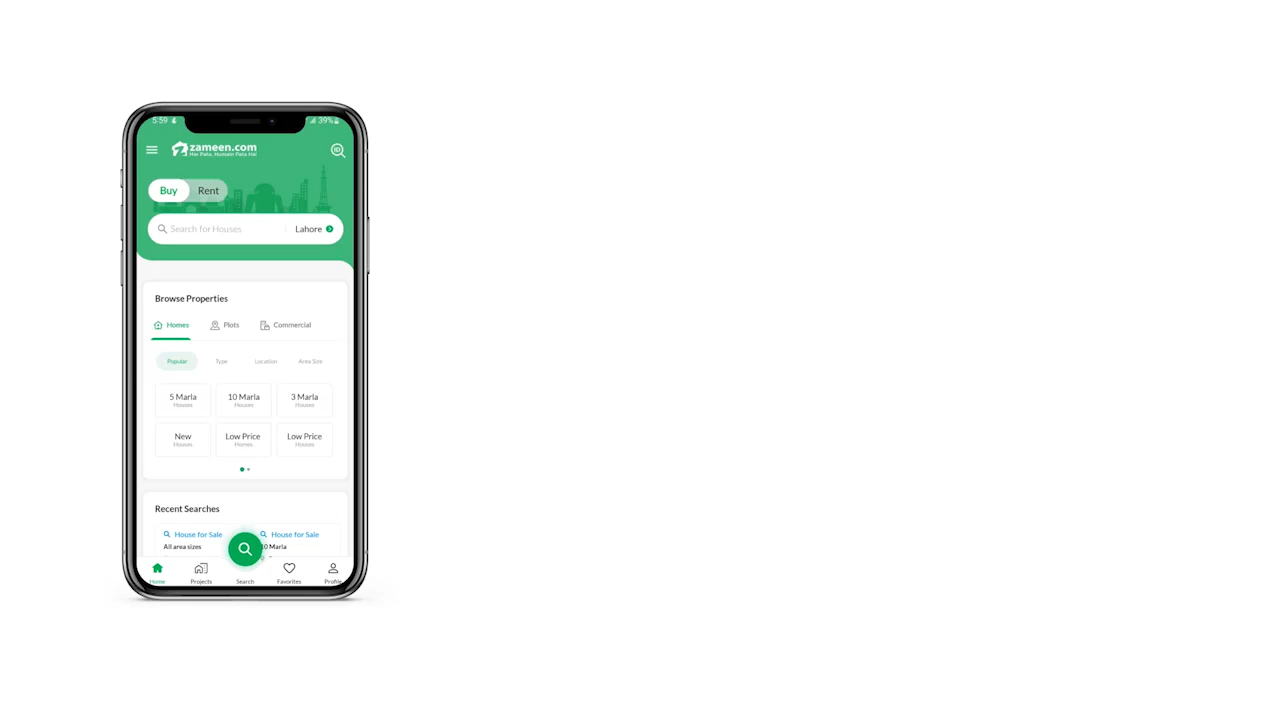 5:59 39%
zameen.com
Har Pata, Humain Pata Hai
ID
Buy Rent
Search for Houses Lahore
Browse Properties
Homes Plots Commercial
Popular Type Location Area Size
5 Marla 10 Marla 3 Marla
Houses Houses Houses
New Low Price Low Price
Houses Homes Houses
Recent Searches
House for Sale House for Sale
All area sizes 10 Marla
Home Projects Search Favorites Profile